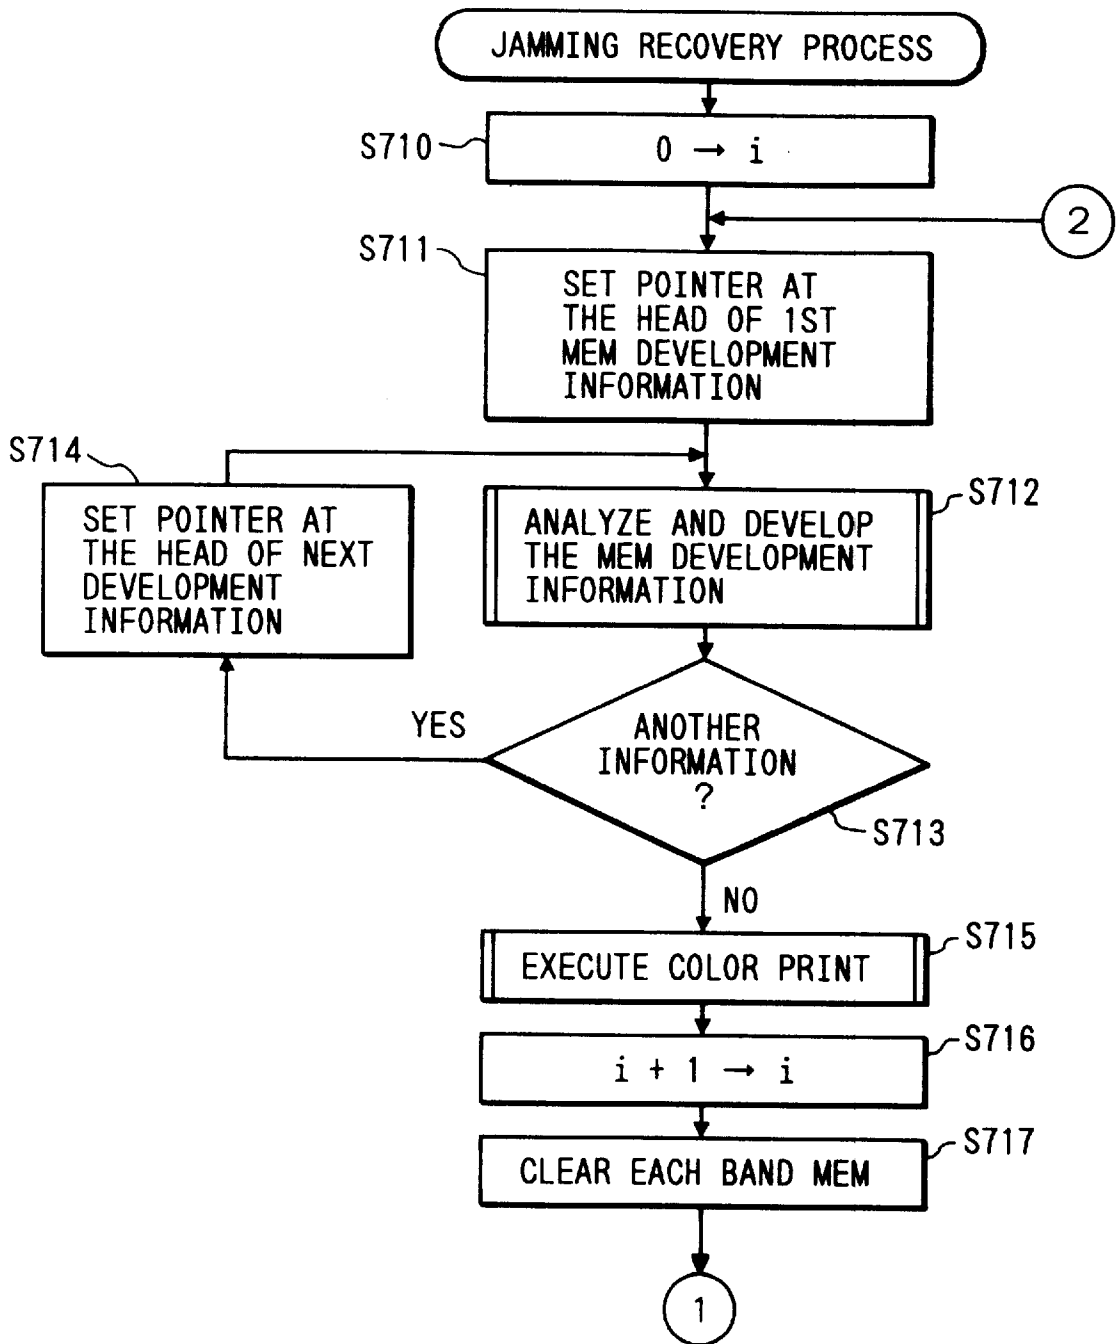 JAMMING RECOVERY PROCESS
S710
0 → i
2
S711
SET POINTER AT
THE HEAD OF 1ST
MEM DEVELOPMENT
INFORMATION
S714
SET POINTER AT
THE HEAD OF NEXT
DEVELOPMENT
INFORMATION
S712
ANALYZE AND DEVELOP
THE MEM DEVELOPMENT
INFORMATION
YES
ANOTHER
INFORMATION
?
S713
NO
S715
EXECUTE COLOR PRINT
S716
i + 1 → i
S717
CLEAR EACH BAND MEM
1